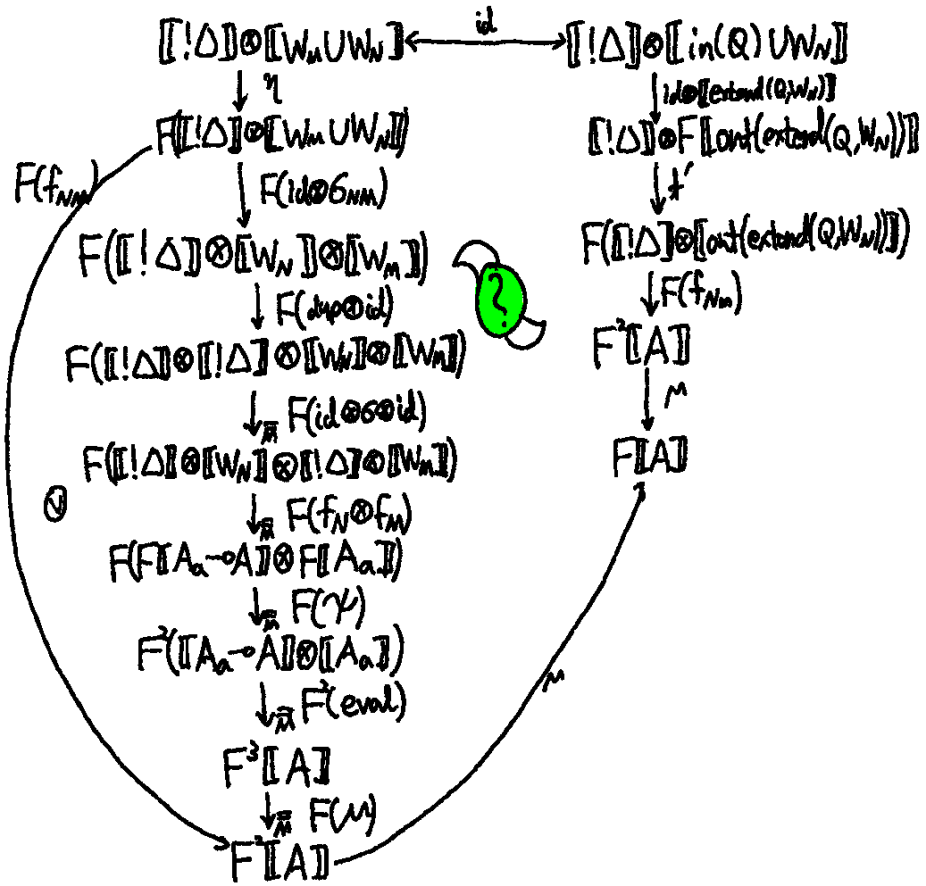 ⟦!Δ⟧⊗⟦W_M∪W_N⟧
id
⟦!Δ⟧⊗⟦in(Q)∪W_N⟧
η
id⊗⟦extend(Q,W_N)⟧
F(⟦!Δ⟧⊗⟦W_M∪W_N⟧)
⟦!Δ⟧⊗F⟦out(extend(Q,W_N))⟧
F(f_NM)
F(id⊗σ_NM)
t'
F(⟦!Δ⟧⊗⟦W_N⟧⊗⟦W_M⟧)
?
F(⟦!Δ⟧⊗⟦out(extend(Q,W_N))⟧)
F(dup⊗id)
F(f_NM)
F(⟦!Δ⟧⊗⟦!Δ⟧⊗⟦W_N⟧⊗⟦W_M⟧)
F²⟦A⟧
F(id⊗σ⊗id)
μ
F(⟦!Δ⟧⊗⟦W_N⟧⊗⟦!Δ⟧⊗⟦W_M⟧)
F⟦A⟧
F(f_N⊗f_M)
F(F⟦A_a⊸A⟧⊗F⟦A_a⟧)
F(ψ)
F²(⟦A_a⊸A⟧⊗⟦A_a⟧)
F²(eval)
μ
F³⟦A⟧
F(μ)
F²⟦A⟧